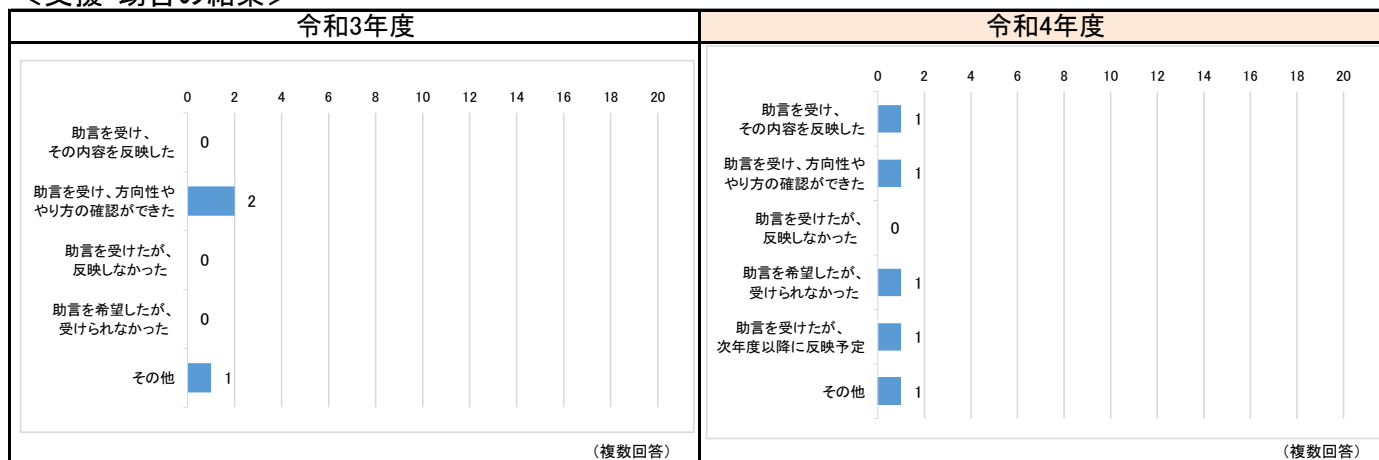 <支援・助言の結果>
令和3年度
0 2 4 6 8 10 12 14 16 18 20
助言を受け、
その内容を反映した
0
助言を受け、方向性や
やり方の確認ができた
2
助言を受けたが、
反映しなかった
0
助言を希望したが、
受けられなかった
0
その他
1
(複数回答)
令和4年度
0 2 4 6 8 10 12 14 16 18 20
助言を受け、
その内容を反映した
1
助言を受け、方向性や
やり方の確認ができた
1
助言を受けたが、
反映しなかった
0
助言を希望したが、
受けられなかった
1
助言を受けたが、
次年度以降に反映予定
1
その他
1
(複数回答)